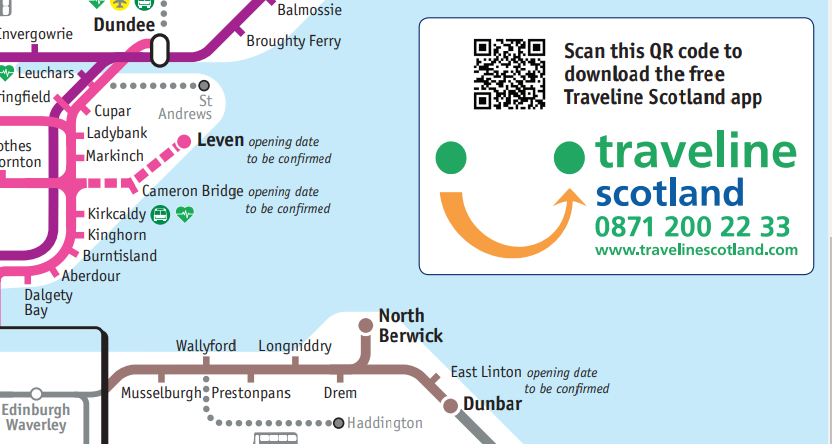 Dundee
Balmossie
Invergowrie
Broughty Ferry
Leuchars
Cupar
St
Andrews
Ladybank
Markinch
Leven opening date
to be confirmed
Cameron Bridge opening date
to be confirmed
Kirkcaldy
Kinghorn
Burntisland
Aberdour
Dalgety
Bay
Scan this QR code to
download the free
Traveline Scotland app
traveline
scotland
0871 200 22 33
www.travelinescotland.com
North
Berwick
Wallyford Longniddry
East Linton opening date
to be confirmed
Musselburgh Prestonpans Drem
Dunbar
Edinburgh
Waverley
Haddington